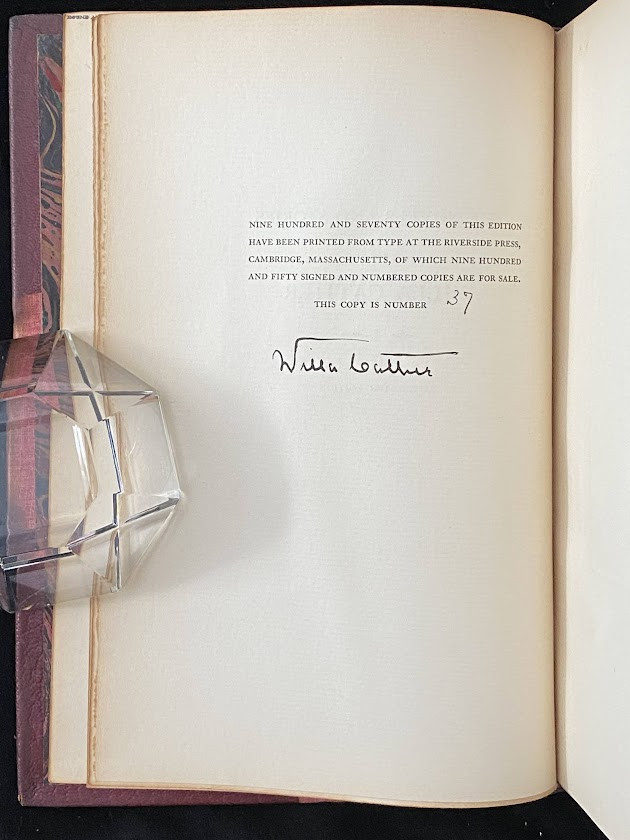 NINE HUNDRED AND SEVENTY COPIES OF THIS EDITION
HAVE BEEN PRINTED FROM TYPE AT THE RIVERSIDE PRESS,
CAMBRIDGE, MASSACHUSETTS, OF WHICH NINE HUNDRED
AND FIFTY SIGNED AND NUMBERED COPIES ARE FOR SALE.
THIS COPY IS NUMBER 37
Willa Cather